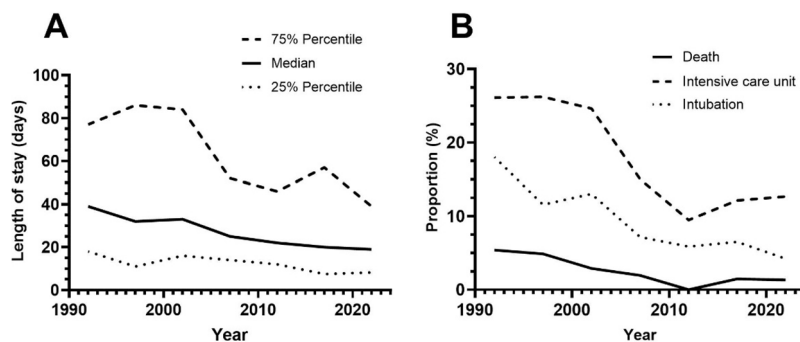 A
75% Percentile
Median
25% Percentile
Length of stay (days)
100
80
60
40
20
0
1990
2000
2010
2020
Year
B
Death
Intensive care unit
Intubation
Proportion (%)
30
20
10
0
1990
2000
2010
2020
Year